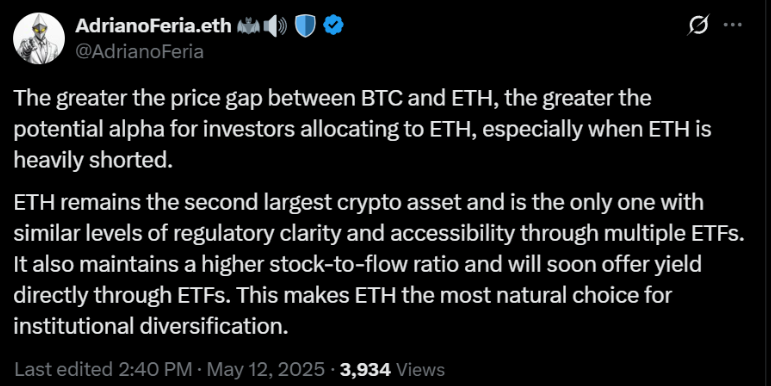 AdrianoFeria.eth 🦇🔊🛡️
@AdrianoFeria
The greater the price gap between BTC and ETH, the greater the
potential alpha for investors allocating to ETH, especially when ETH is
heavily shorted.
ETH remains the second largest crypto asset and is the only one with
similar levels of regulatory clarity and accessibility through multiple ETFs.
It also maintains a higher stock-to-flow ratio and will soon offer yield
directly through ETFs. This makes ETH the most natural choice for
institutional diversification.
Last edited 2:40 PM · May 12, 2025 · 3,934 Views